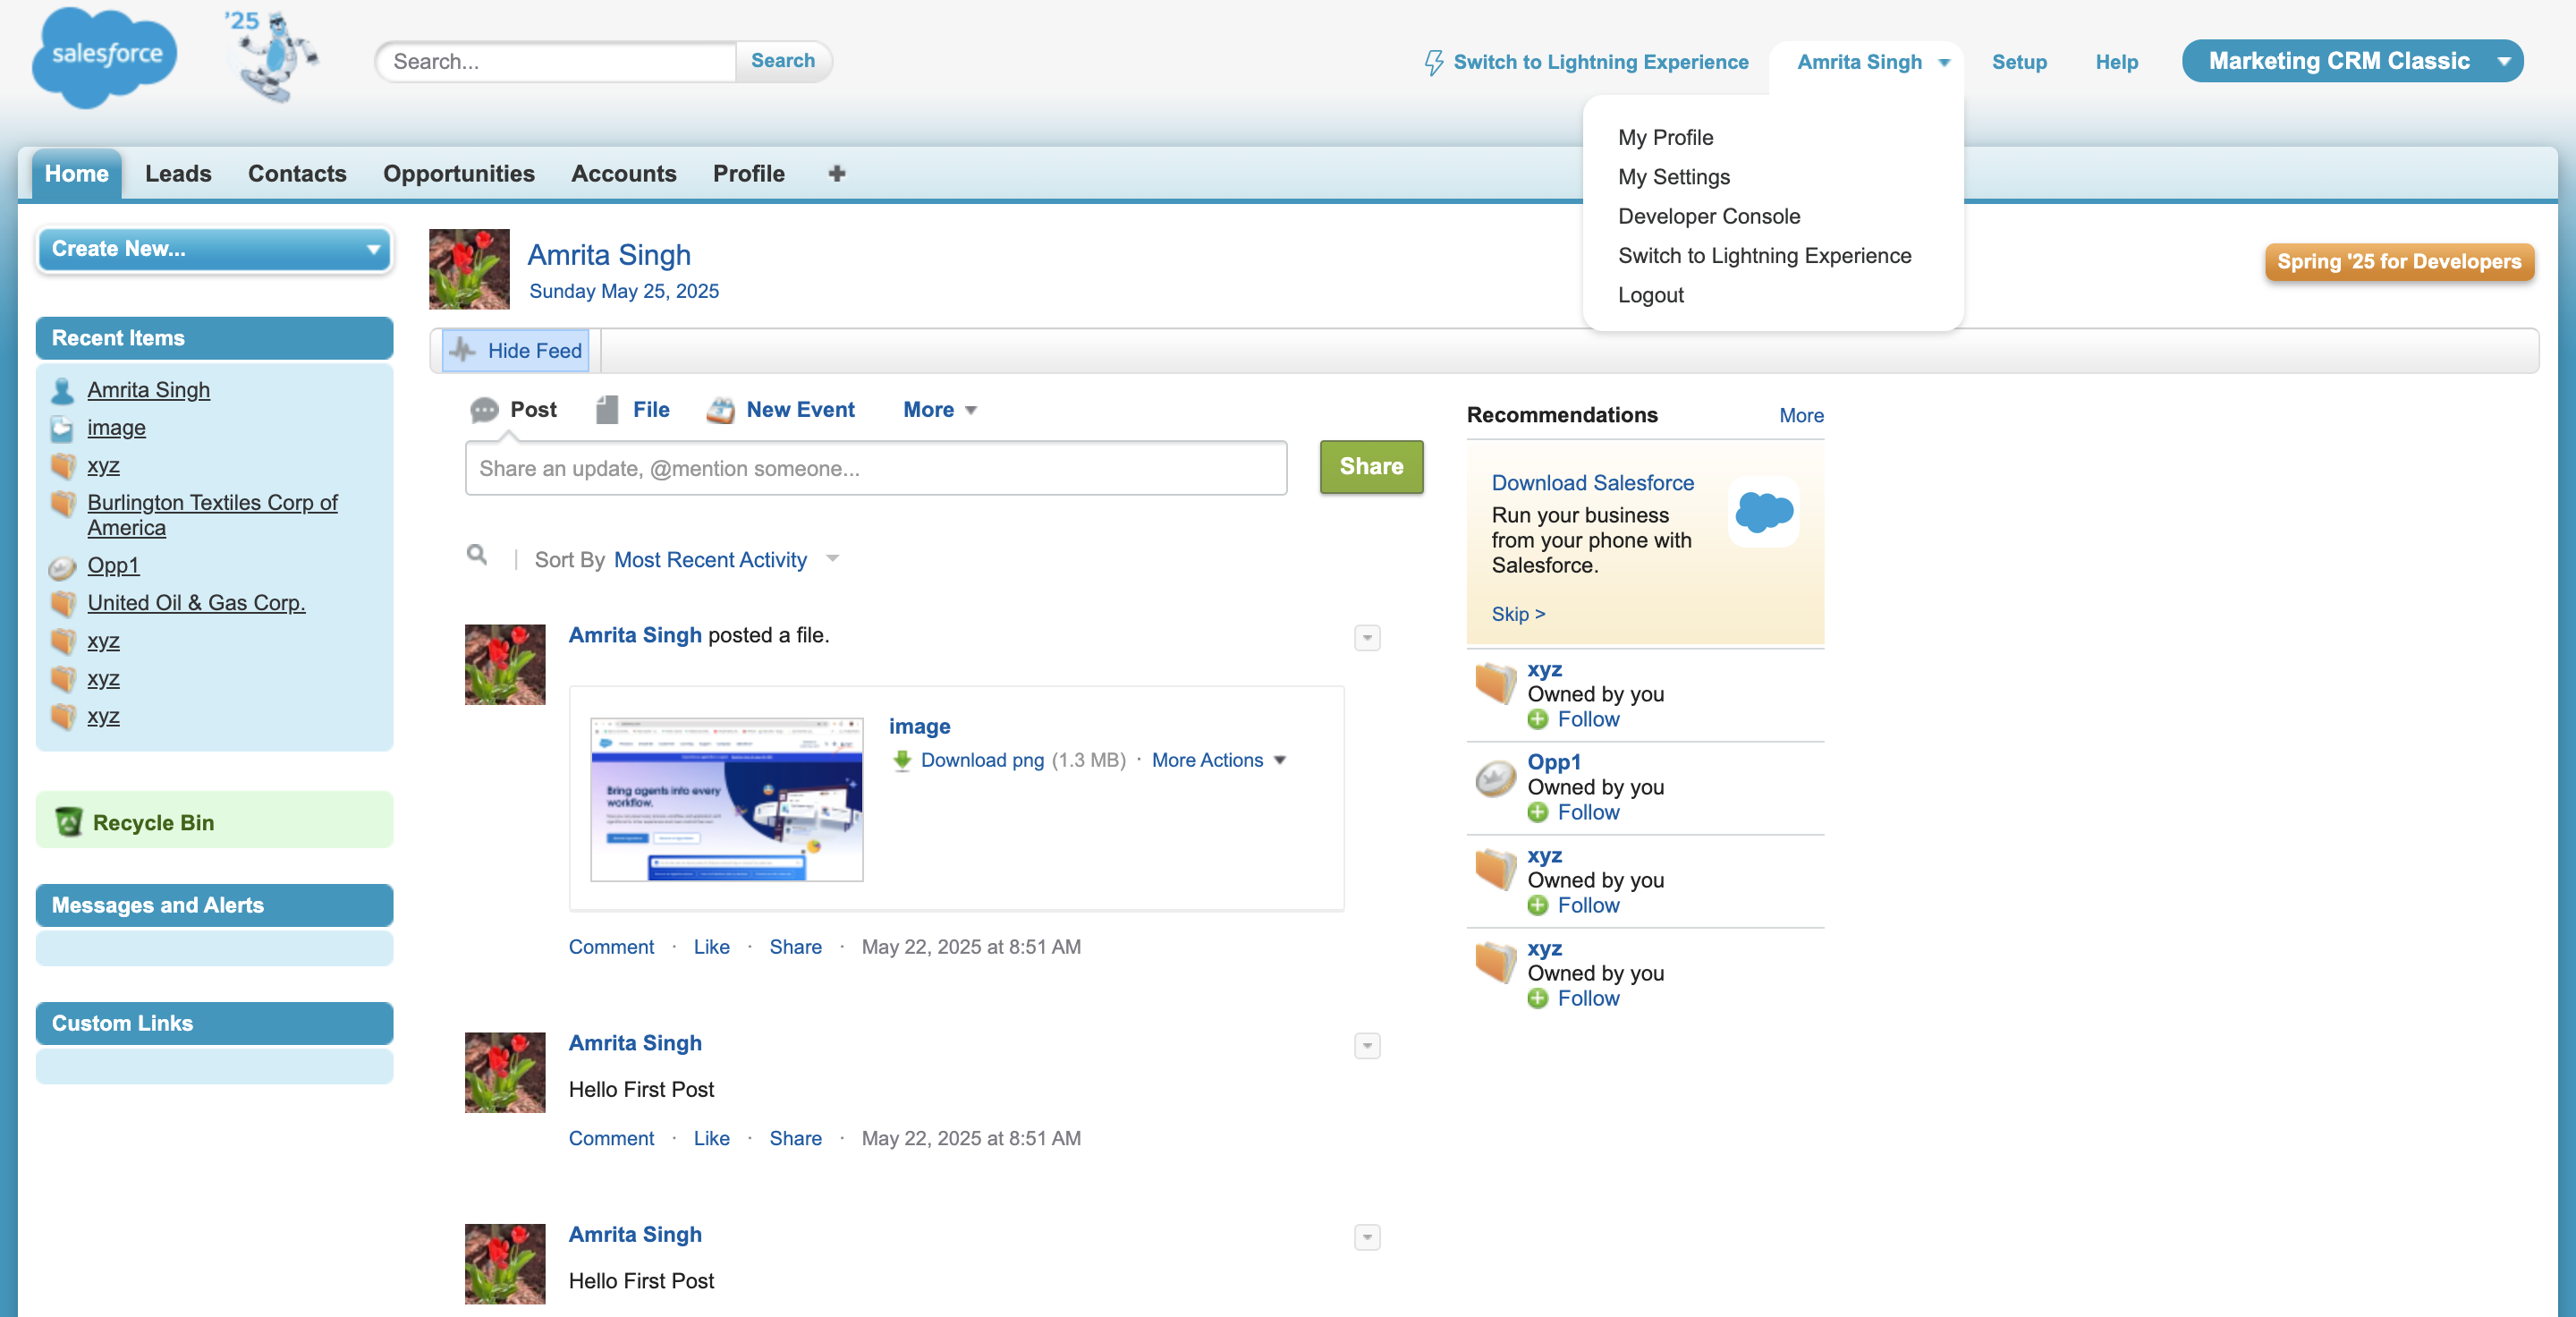 salesforce
'25
Search...
Search
Switch to Lightning Experience
Amrita Singh
Setup
Help
Marketing CRM Classic
My Profile
My Settings
Developer Console
Switch to Lightning Experience
Logout
Home
Leads
Contacts
Opportunities
Accounts
Profile
Create New...
Recent Items
Amrita Singh
image
xyz
Burlington Textiles Corp of
America
Opp1
United Oil & Gas Corp.
xyz
xyz
xyz
Recycle Bin
Messages and Alerts
Custom Links
Amrita Singh
Sunday May 25, 2025
Spring '25 for Developers
Hide Feed
Post
File
New Event
More
Share an update, @mention someone...
Share
| Sort By Most Recent Activity
Amrita Singh posted a file.
Bring agents into every
workflow.
image
Download png (1.3 MB) · More Actions
Comment · Like · Share · May 22, 2025 at 8:51 AM
Amrita Singh
Hello First Post
Comment · Like · Share · May 22, 2025 at 8:51 AM
Amrita Singh
Hello First Post
Recommendations
More
Download Salesforce
Run your business
from your phone with
Salesforce.
Skip >
xyz
Owned by you
Follow
Opp1
Owned by you
Follow
xyz
Owned by you
Follow
xyz
Owned by you
Follow